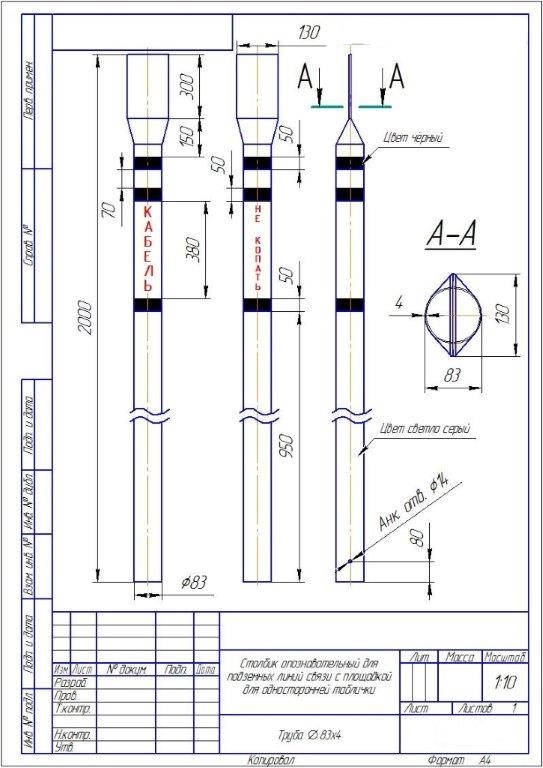 Перв. примен.
Справ. №
Подп. и дата
Инв. № дубл.
Взам. инв. №
Подп. и дата
Инв. № подл.
130
300
150
50
50
70
380
50
2000
950
КАБЕЛЬ
НЕ КОПАТЬ
А
А
Цвет чёрный
А-А
4
130
83
Цвет светло серый
Анк. отв. ϕ14
80
ϕ83
Изм.
Лист
№ докум.
Подп.
Дата
Разраб.
Пров.
Т.контр.
Н.контр.
Утв.
Столбик опознавательный для
подземных линий связи с площадкой
для односторонней таблички
Труба ∅ 83х4
Лит.
Масса
Масштаб
1:10
Лист
Листов 1
Копировал
Формат А4